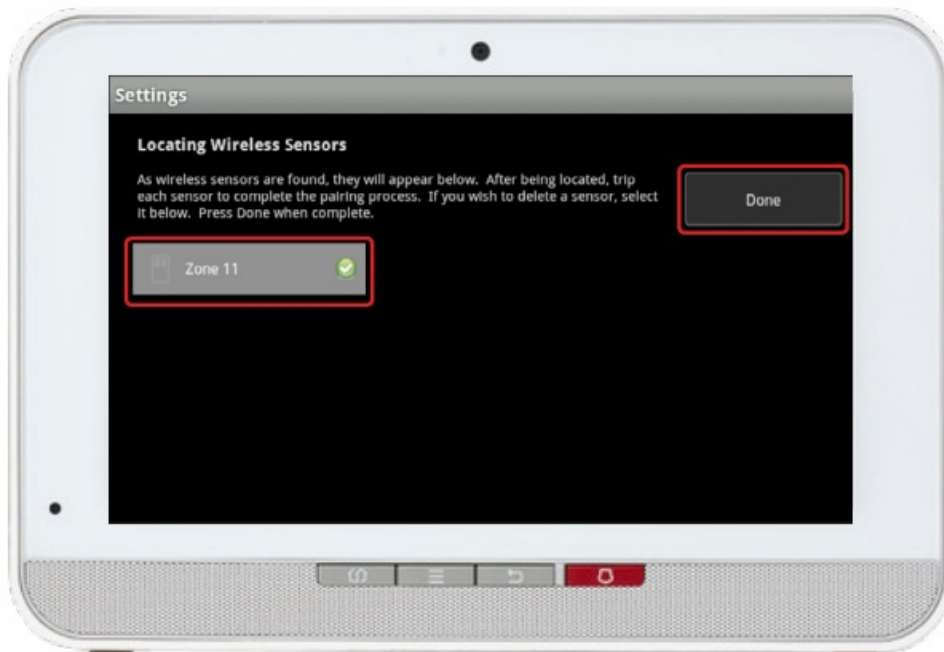 Settings
Locating Wireless Sensors
As wireless sensors are found, they will appear below. After being located, trip
each sensor to complete the pairing process. If you wish to delete a sensor, select
it below. Press Done when complete.
Done
Zone 11